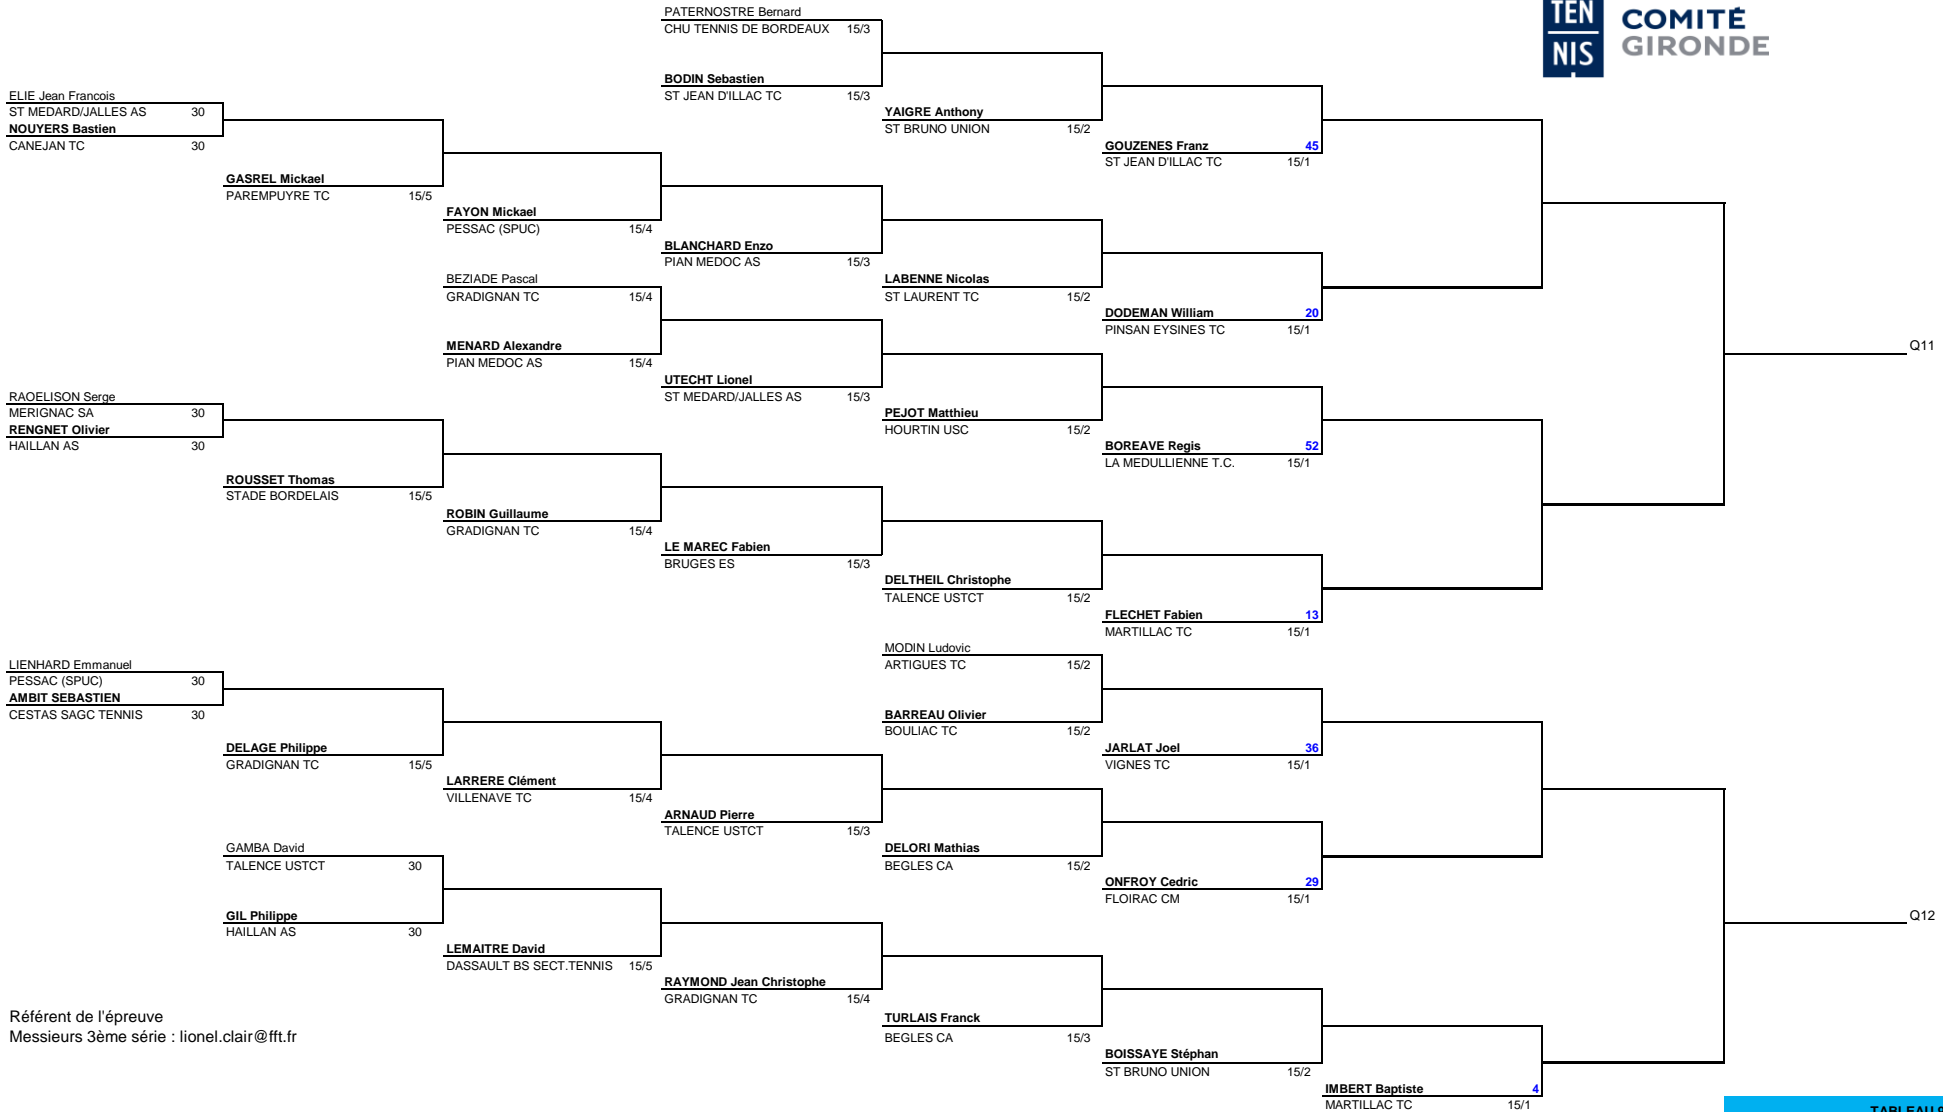 TEN
NIS
COMITÉ
GIRONDE
PATERNOSTRE Bernard
CHU TENNIS DE BORDEAUX 15/3
BODIN Sebastien
ST JEAN D'ILLAC TC 15/3
ELIE Jean Francois
ST MEDARD/JALLES AS 30
NOUYERS Bastien
CANEJAN TC 30
YAIGRE Anthony
ST BRUNO UNION 15/2
GOUZENES Franz 45
ST JEAN D'ILLAC TC 15/1
GASREL Mickael
PAREMPUYRE TC 15/5
FAYON Mickael
PESSAC (SPUC) 15/4
BLANCHARD Enzo
PIAN MEDOC AS 15/3
BEZIADE Pascal
GRADIGNAN TC 15/4
LABENNE Nicolas
ST LAURENT TC 15/2
DODEMAN William 20
PINSAN EYSINES TC 15/1
MENARD Alexandre
PIAN MEDOC AS 15/4
Q11
UTECHT Lionel
ST MEDARD/JALLES AS 15/3
RAOELISON Serge
MERIGNAC SA 30
RENGNET Olivier
HAILLAN AS 30
PEJOT Matthieu
HOURTIN USC 15/2
BOREAVE Regis 52
LA MEDULLIENNE T.C. 15/1
ROUSSET Thomas
STADE BORDELAIS 15/5
ROBIN Guillaume
GRADIGNAN TC 15/4
LE MAREC Fabien
BRUGES ES 15/3
DELTHEIL Christophe
TALENCE USTCT 15/2
FLECHET Fabien 13
MARTILLAC TC 15/1
MODIN Ludovic
ARTIGUES TC 15/2
LIENHARD Emmanuel
PESSAC (SPUC) 30
AMBIT SEBASTIEN
CESTAS SAGC TENNIS 30
BARREAU Olivier
BOULIAC TC 15/2
DELAGE Philippe
GRADIGNAN TC 15/5
JARLAT Joel 36
VIGNES TC 15/1
LARRERE Clément
VILLENAVE TC 15/4
ARNAUD Pierre
TALENCE USTCT 15/3
GAMBA David
TALENCE USTCT 30
DELORI Mathias
BEGLES CA 15/2
ONFROY Cedric 29
FLOIRAC CM 15/1
GIL Philippe
HAILLAN AS 30
Q12
LEMAITRE David
DASSAULT BS SECT.TENNIS 15/5
RAYMOND Jean Christophe
GRADIGNAN TC 15/4
Référent de l'épreuve
Messieurs 3ème série : lionel.clair@fft.fr
TURLAIS Franck
BEGLES CA 15/3
BOISSAYE Stéphan
ST BRUNO UNION 15/2
IMBERT Baptiste 4
MARTILLAC TC 15/1
TABLEAU